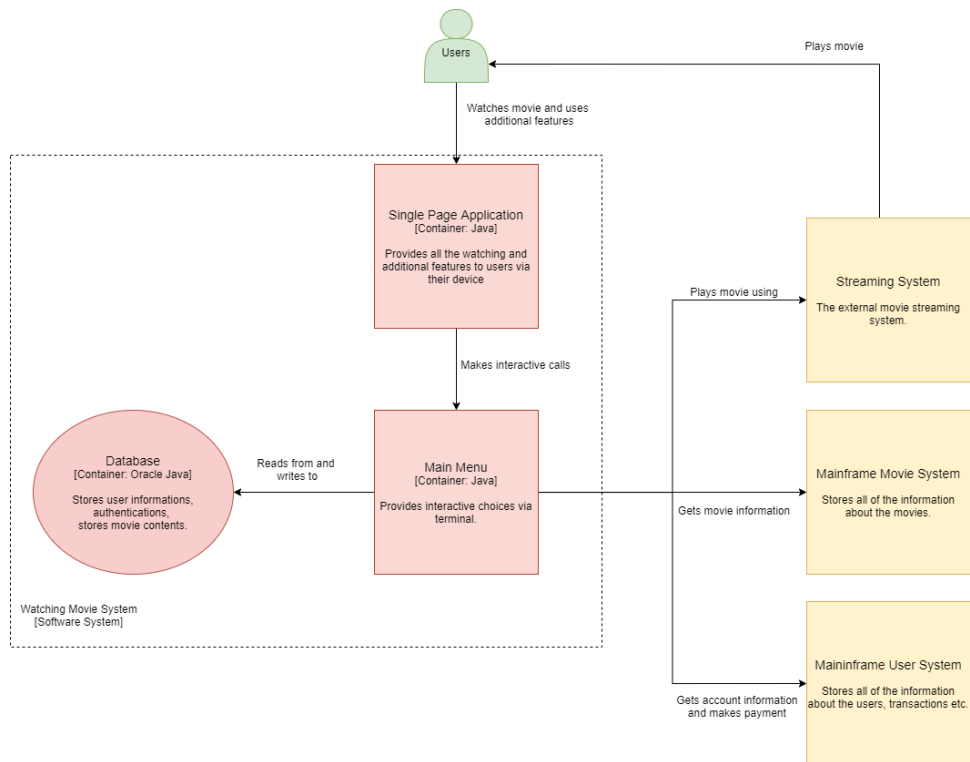 Users
Plays movie
Watches movie and uses
additional features
Single Page Application
[Container: Java]
Provides all the watching and
additional features to users via
their device
Plays movie using
Streaming System
The external movie streaming
system.
Makes interactive calls
Database
[Container: Oracle Java]
Stores user informations,
authentications,
stores movie contents.
Reads from and
writes to
Main Menu
[Container: Java]
Provides interactive choices via
terminal.
Gets movie information
Mainframe Movie System
Stores all of the information
about the movies.
Watching Movie System
[Software System]
Gets account information
and makes payment
Maininframe User System
Stores all of the information
about the users, transactions etc.